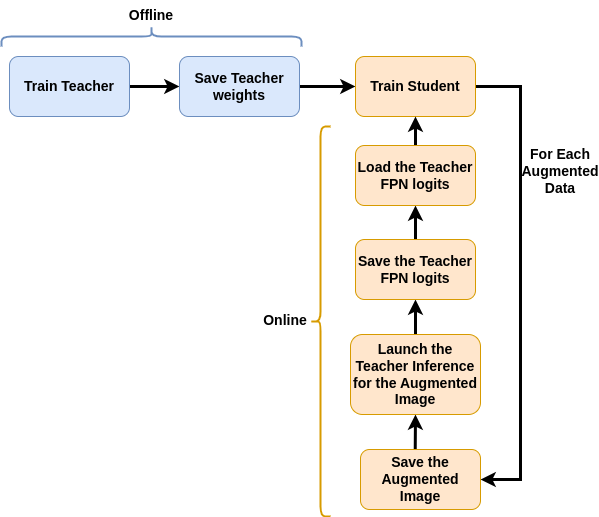 Offline
Train Teacher
Save Teacher
weights
Train Student
For Each
Augmented
Data
Load the Teacher
FPN logits
Save the Teacher
FPN logits
Online
Launch the
Teacher Inference
for the Augmented
Image
Save the
Augmented
Image